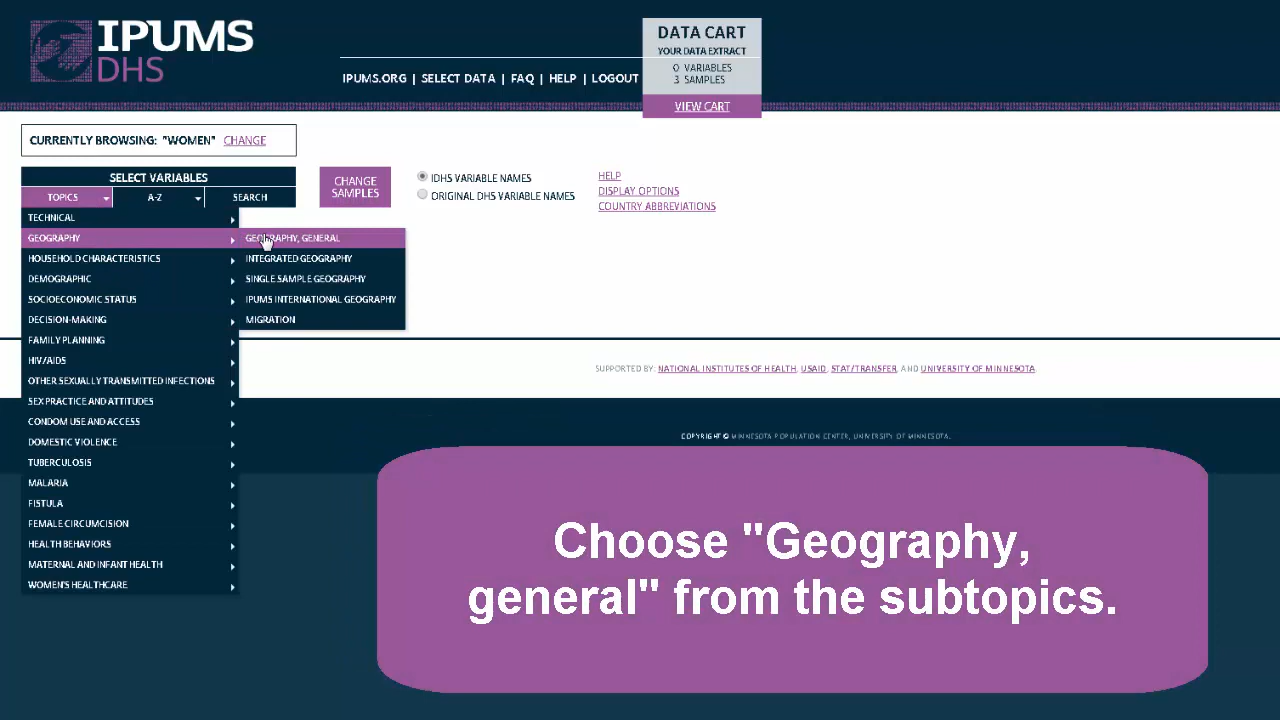 IPUMS
DHS
IPUMS.ORG | SELECT DATA | FAQ | HELP | LOGOUT
DATA CART
YOUR DATA EXTRACT
0 VARIABLES
3 SAMPLES
VIEW CART
CURRENTLY BROWSING: "WOMEN" CHANGE
SELECT VARIABLES
TOPICS A-Z SEARCH
CHANGE
SAMPLES
IDHS VARIABLE NAMES
ORIGINAL DHS VARIABLE NAMES
HELP
DISPLAY OPTIONS
COUNTRY ABBREVIATIONS
TECHNICAL
GEOGRAPHY
HOUSEHOLD CHARACTERISTICS
DEMOGRAPHIC
SOCIOECONOMIC STATUS
DECISION-MAKING
FAMILY PLANNING
HIV/AIDS
OTHER SEXUALLY TRANSMITTED INFECTIONS
SEX PRACTICE AND ATTITUDES
CONDOM USE AND ACCESS
DOMESTIC VIOLENCE
TUBERCULOSIS
MALARIA
FISTULA
FEMALE CIRCUMCISION
HEALTH BEHAVIORS
MATERNAL AND INFANT HEALTH
WOMEN'S HEALTHCARE
GEOGRAPHY, GENERAL
INTEGRATED GEOGRAPHY
SINGLE SAMPLE GEOGRAPHY
IPUMS INTERNATIONAL GEOGRAPHY
MIGRATION
SUPPORTED BY: NATIONAL INSTITUTES OF HEALTH, USAID, STAT/TRANSFER, AND UNIVERSITY OF MINNESOTA.
COPYRIGHT © MINNESOTA POPULATION CENTER, UNIVERSITY OF MINNESOTA.
Choose "Geography,
general" from the subtopics.